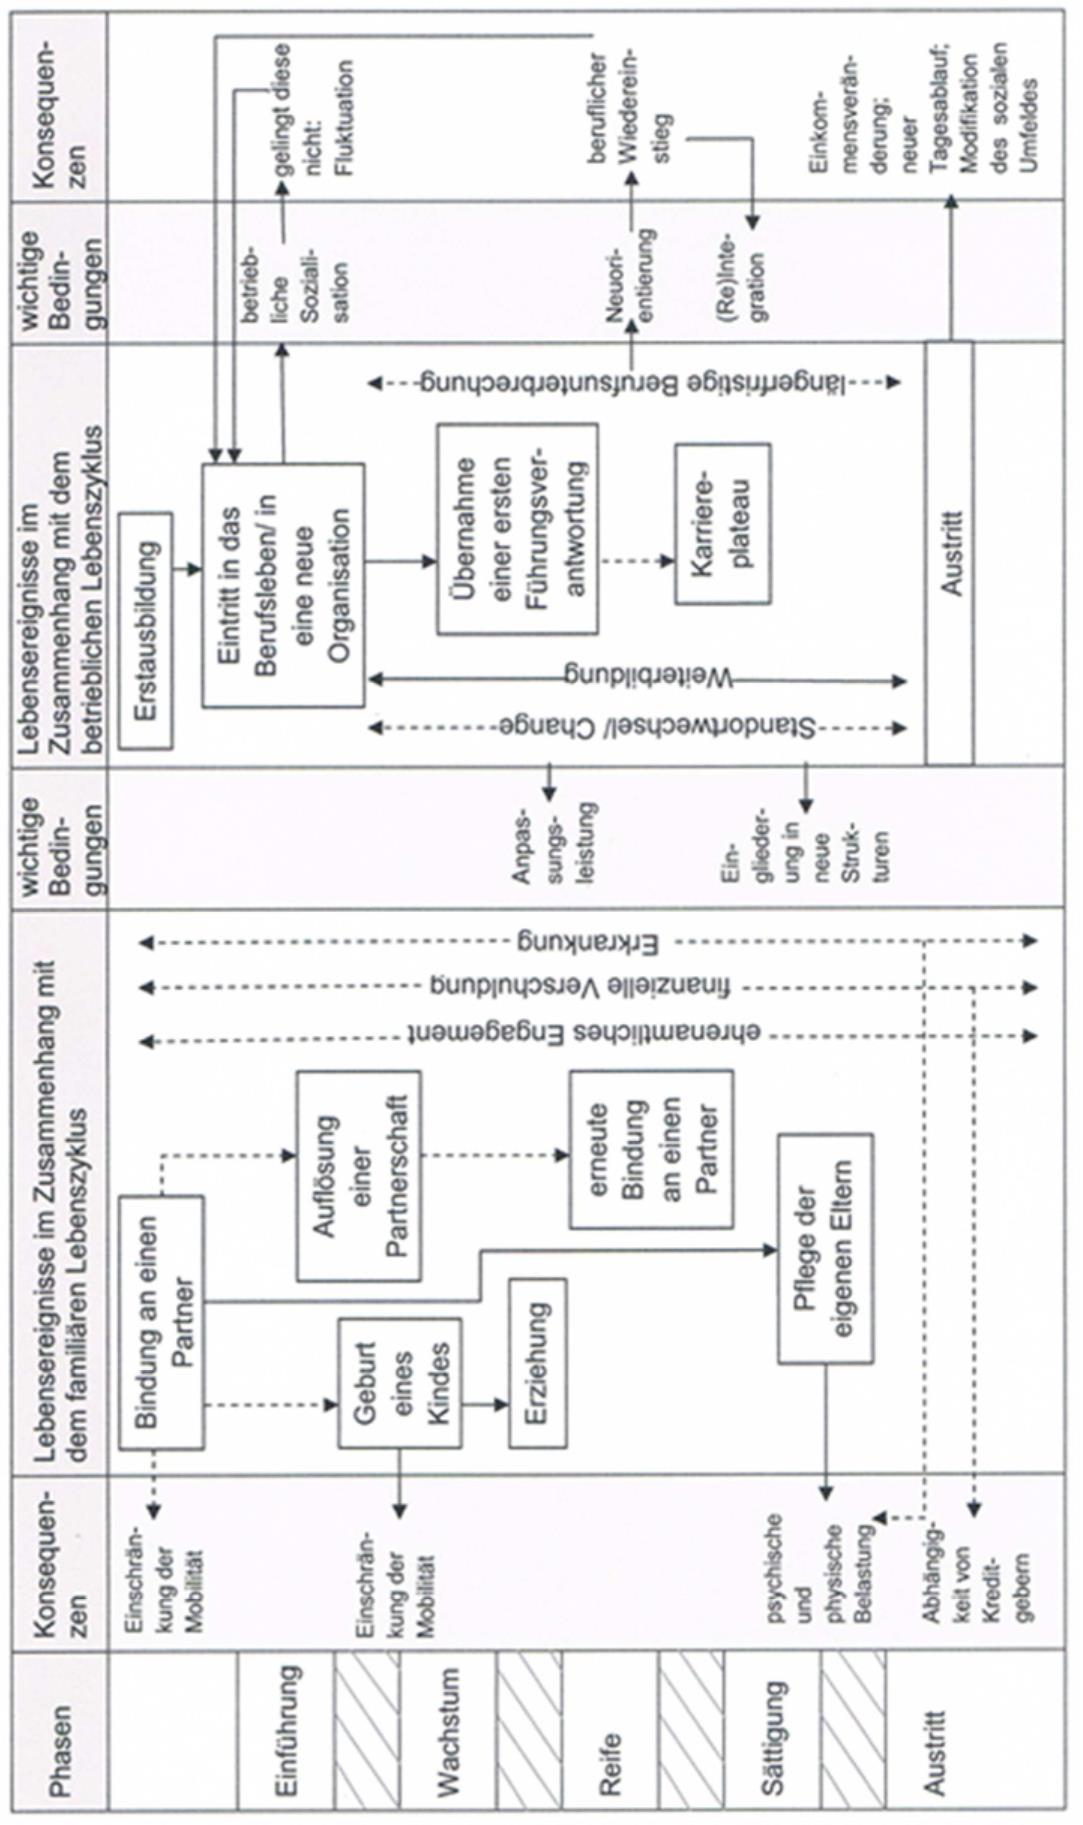 Phasen
Konsequen-
zen
Lebensereignisse im Zusammenhang mit
dem familiären Lebenszyklus
wichtige
Bedin-
gungen
Lebensereignisse im
Zusammenhang mit dem
betrieblichen Lebenszyklus
wichtige
Bedin-
gungen
Konsequen-
zen
Einführung
Wachstum
Reife
Sättigung
Austritt
Einschrän-
kung der
Mobilität
Einschrän-
kung der
Mobilität
psychische
und
physische
Belastung
Abhängig-
keit von
Kredit-
gebern
Bindung an einen
Partner
Geburt
eines
Kindes
Erziehung
Auflösung
einer
Partnerschaft
erneute
Bindung
an einen
Partner
Pflege der
eigenen Eltern
ehrenamtliches Engagement
finanzielle Verschuldung
Erkrankung
Anpas-
sungs-
leistung
Ein-
glieder-
ung in
neue
Struk-
turen
Erstausbildung
Eintritt in das
Berufsleben/ in
eine neue
Organisation
Übernahme
einer ersten
Führungsver-
antwortung
Karriere-
plateau
Standortwechsel/ Change
Weiterbildung
längerfristige Berufsunterbrechung
Austritt
betrieb-
liche
Soziali-
sation
Neuori-
entierung
(Re)Inte-
gration
gelingt diese
nicht:
Fluktuation
beruflicher
Wiederein-
stieg
Einkom-
mensverän-
derung;
neuer
Tagesablauf;
Modifikation
des sozialen
Umfeldes